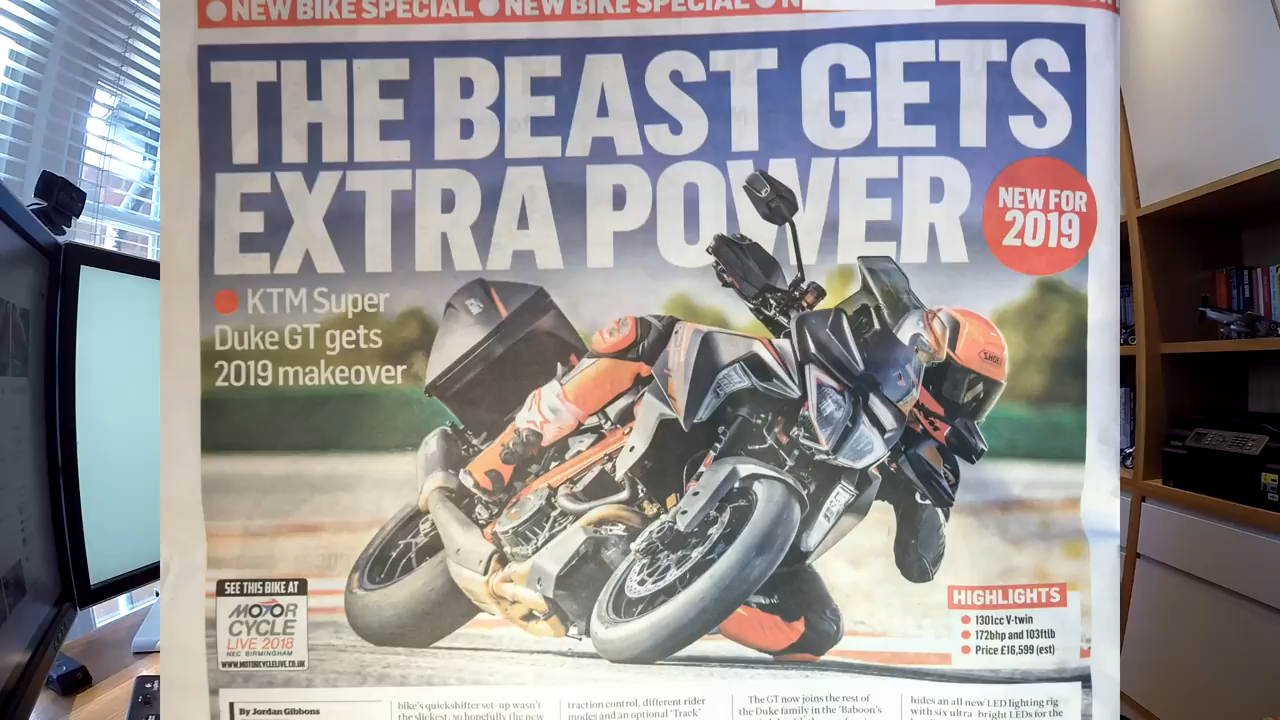 NEW BIKE SPECIAL NEW BIKE SPECIAL N
THE BEAST GETS
EXTRA POWER
NEW FOR
2019
KTM Super
Duke GT gets
2019 makeover
SHOEI
SEE THIS BIKE AT
MOTOR
CYCLE
LIVE 2018
NEC BIRMINGHAM
WWW.MOTORCYCLELIVE.CO.UK
HIGHLIGHTS
1301cc V-twin
172bhp and 103ftlb
Price £16,599 (est)
By Jordan Gibbons
bike's quickshifter set-up wasn't
the slickest, so hopefully the new
traction control, different rider
modes and an optional 'Track'
The GT now joins the rest of
the Duke family in the 'Baboon's
hides an all new LED lighting rig
with six ultra-bright LEDs for the